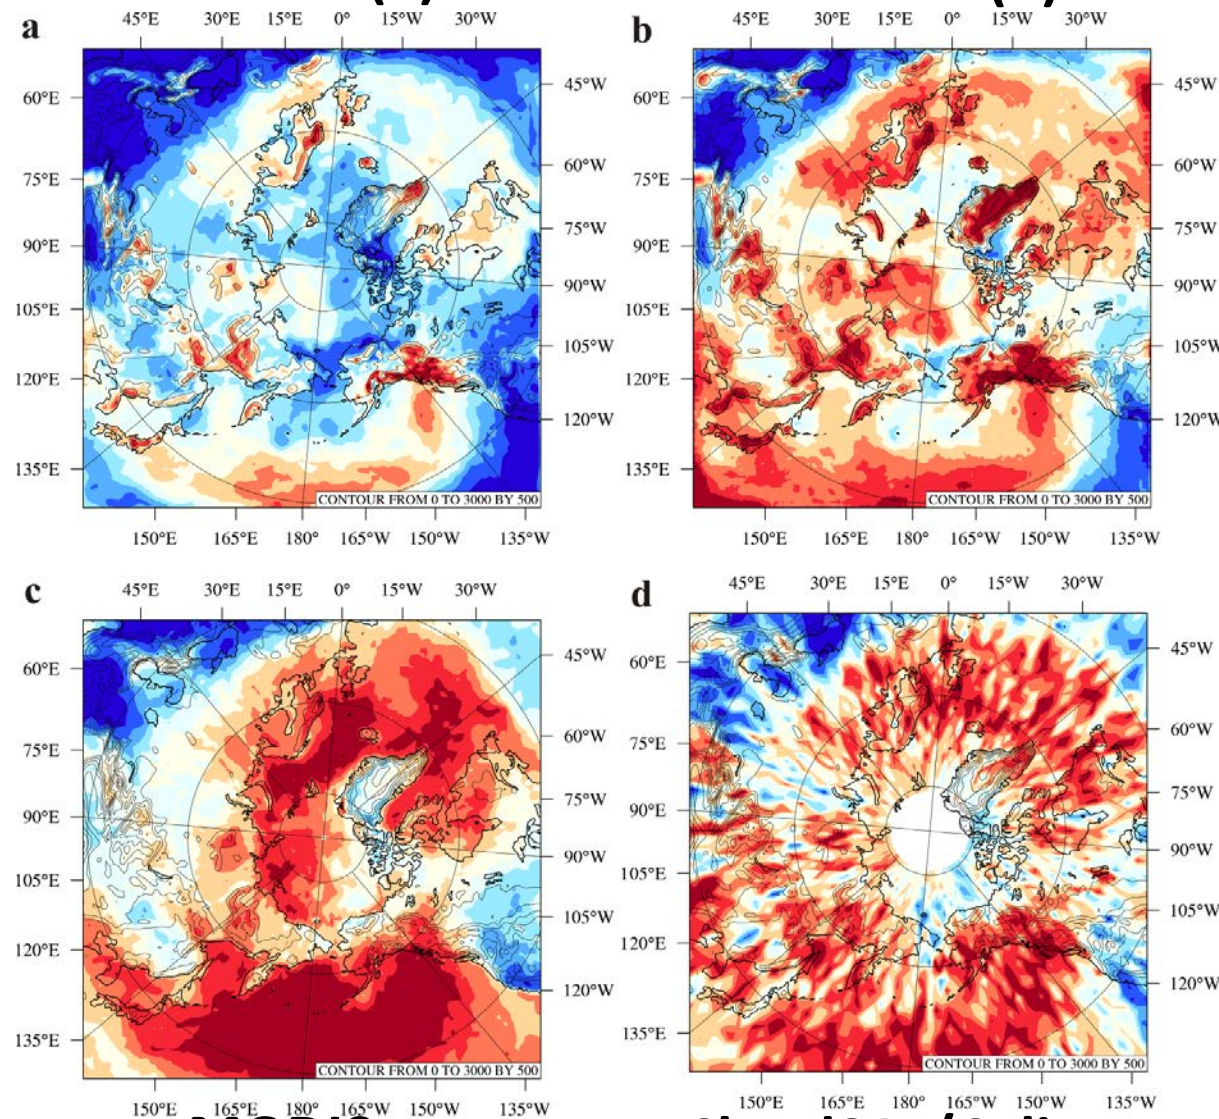 a
45°E 30°E 15°E 0° 15°W 30°W
60°E 45°W
75°E 60°W
90°E 75°W
105°E 90°W
120°E 105°W
135°E 120°W
CONTOUR FROM 0 TO 3000 BY 500
150°E 165°E 180° 165°W 150°W 135°W
b
45°E 30°E 15°E 0° 15°W 30°W
60°E 45°W
75°E 60°W
90°E 75°W
105°E 90°W
120°E 105°W
135°E 120°W
CONTOUR FROM 0 TO 3000 BY 500
150°E 165°E 180° 165°W 150°W 135°W
c
45°E 30°E 15°E 0° 15°W 30°W
60°E 45°W
75°E 60°W
90°E 75°W
105°E 90°W
120°E 105°W
135°E 120°W
CONTOUR FROM 0 TO 3000 BY 500
150°E 165°E 180° 165°W 150°W 135°W
d
45°E 30°E 15°E 0° 15°W 30°W
60°E 45°W
75°E 60°W
90°E 75°W
105°E 90°W
120°E 105°W
135°E 120°W
CONTOUR FROM 0 TO 3000 BY 500
150°E 165°E 180° 165°W 150°W 135°W